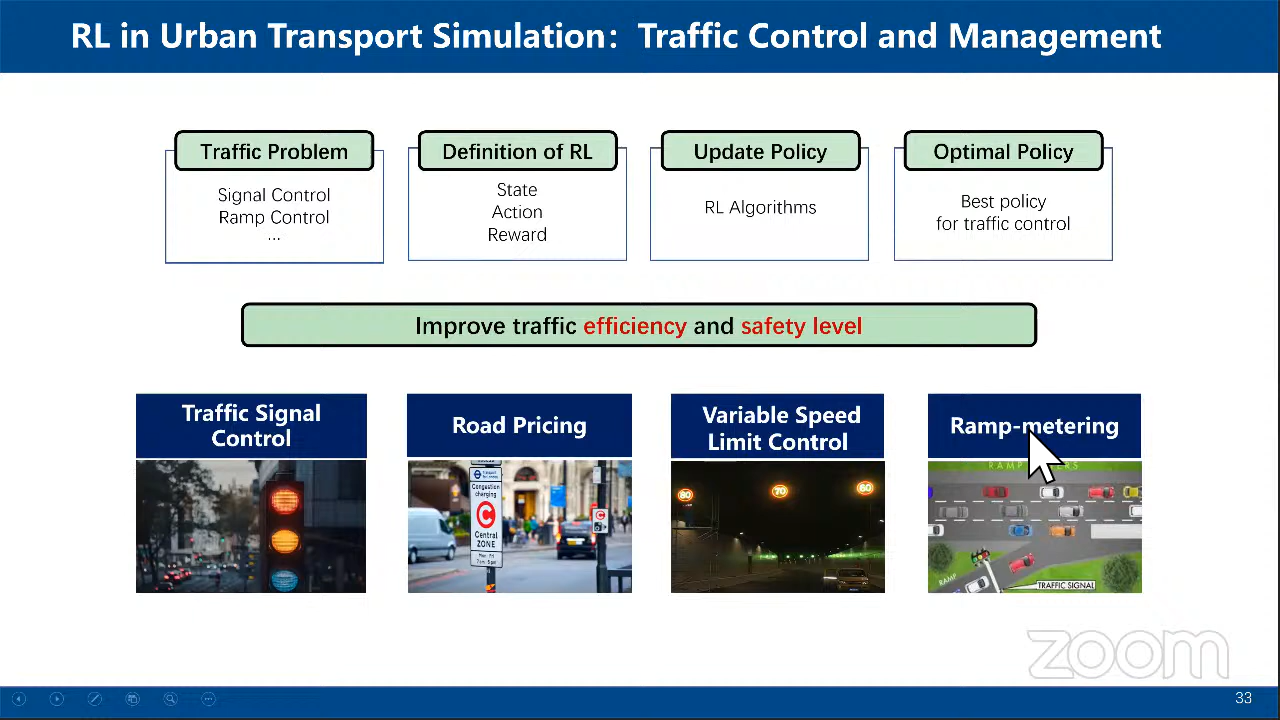 RL in Urban Transport Simulation: Traffic Control and Management
Traffic Problem
Signal Control
Ramp Control
...
Definition of RL
State
Action
Reward
Update Policy
RL Algorithms
Optimal Policy
Best policy
for traffic control
Improve traffic efficiency and safety level
Traffic Signal
Control
Road Pricing
Variable Speed
Limit Control
Ramp-metering
Congestion
charging
C
Central
ZONE
C
80
70
60
RAMP
TRAFFIC SIGNAL
zoom
33